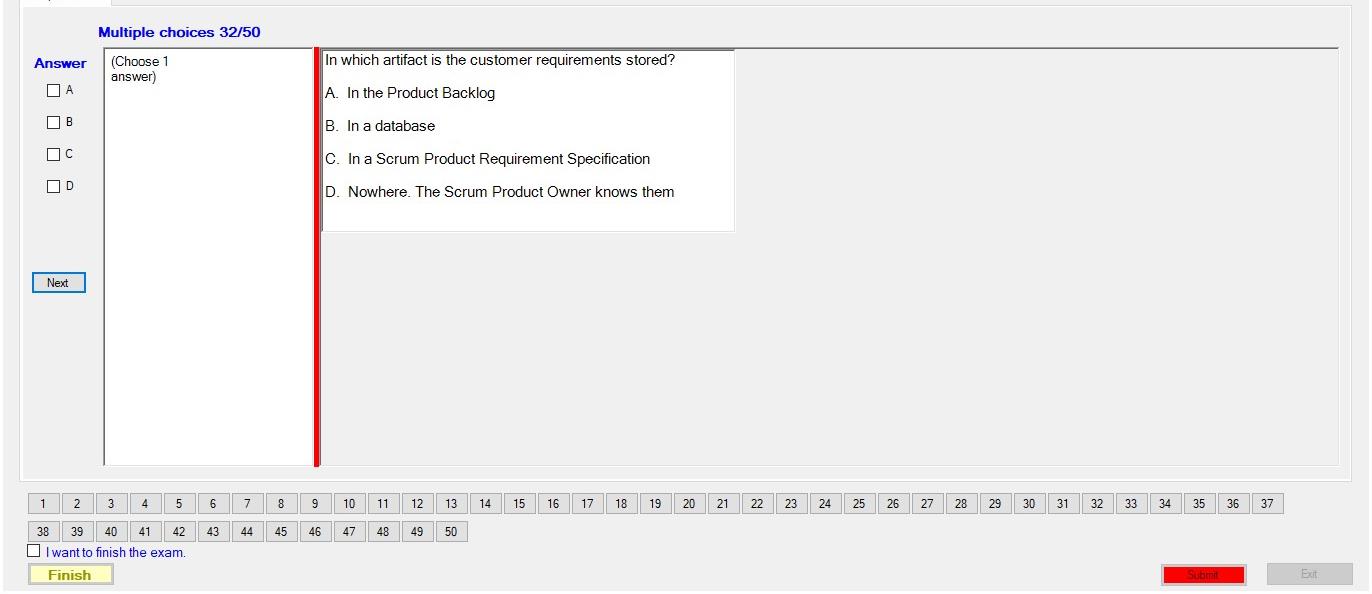 Multiple choices 32/50
Answer
A
B
C
D
Next
(Choose 1
answer)
In which artifact is the customer requirements stored?
A. In the Product Backlog
B. In a database
C. In a Scrum Product Requirement Specification
D. Nowhere. The Scrum Product Owner knows them
1 2 3 4 5 6 7 8 9 10 11 12 13 14 15 16 17 18 19 20 21 22 23 24 25 26 27 28 29 30 31 32 33 34 35 36 37
38 39 40 41 42 43 44 45 46 47 48 49 50
I want to finish the exam.
Finish
Submit
Exit